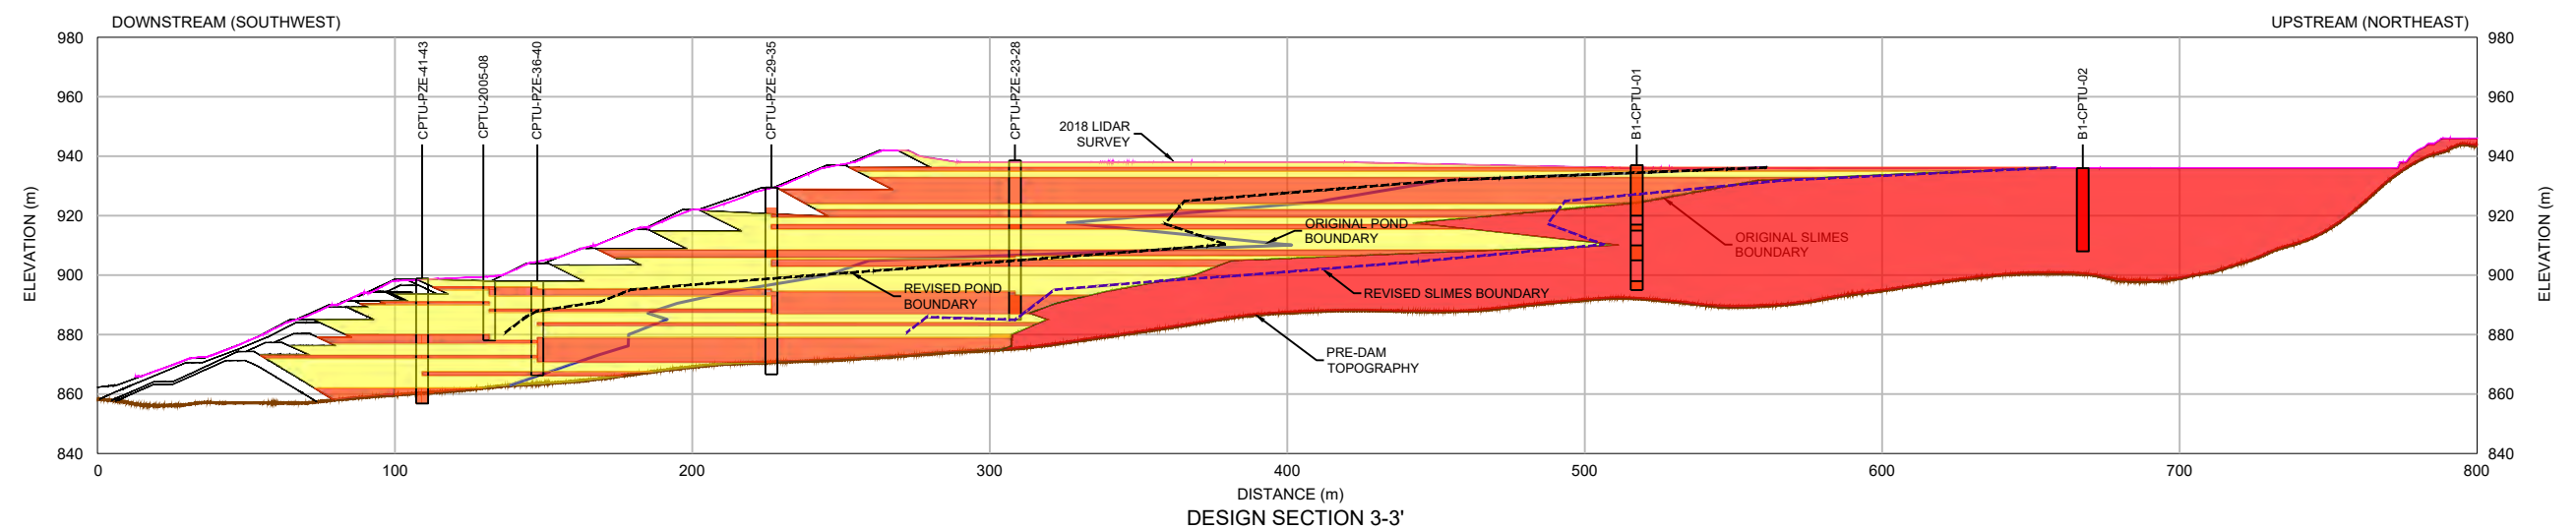 DOWNSTREAM (SOUTHWEST)
UPSTREAM (NORTHEAST)
980
960
940
920
900
880
860
840
ELEVATION (m)
CPTU-PZE-41-43
CPTU-2005-08
CPTU-PZE-36-40
CPTU-PZE-29-35
CPTU-PZE-23-28
B1-CPTU-01
B1-CPTU-02
2018 LIDAR
SURVEY
ORIGINAL POND
BOUNDARY
ORIGINAL SLIMES
BOUNDARY
REVISED POND
BOUNDARY
REVISED SLIMES BOUNDARY
PRE-DAM
TOPOGRAPHY
980
960
940
920
900
880
860
840
ELEVATION (m)
0
100
200
300
400
500
600
700
800
DISTANCE (m)
DESIGN SECTION 3-3'